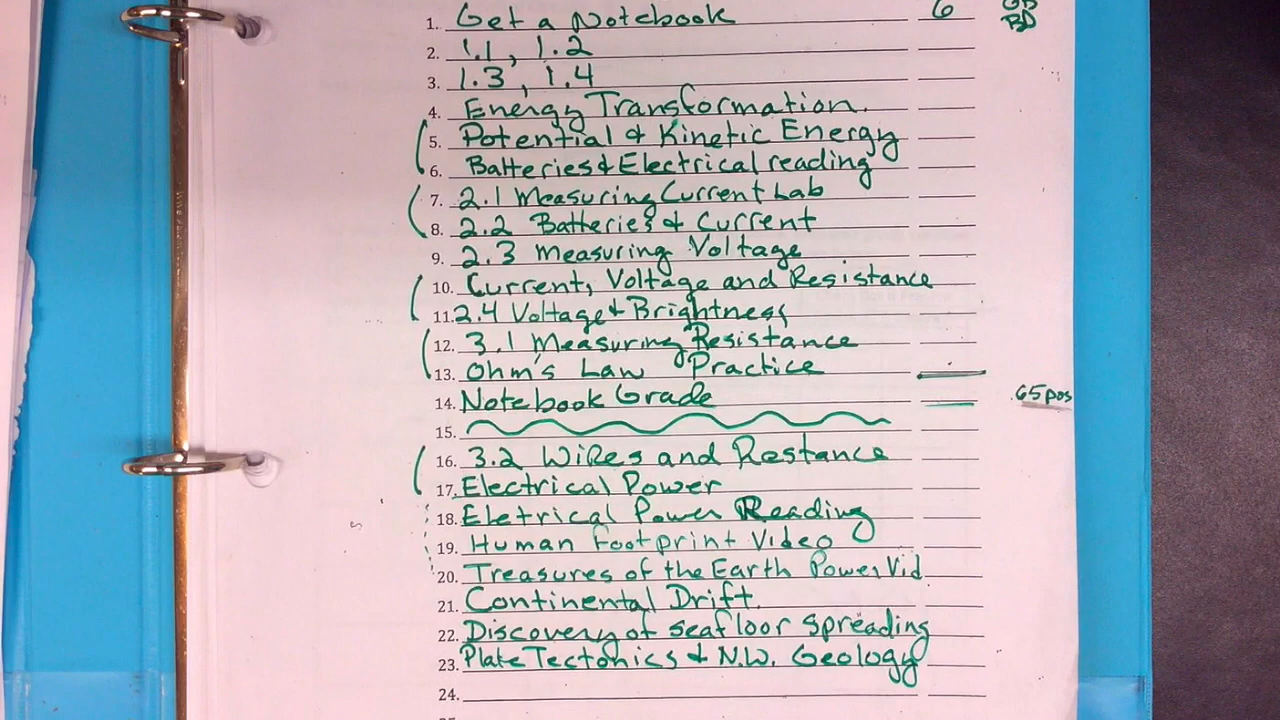 1. Get a Notebook 6
BD
2. 1.1, 1.2
3. 1.3, 1.4
4. Energy Transformation.
5. Potential & Kinetic Energy
6. Batteries & Electrical reading
7. 2.1 Measuring Current Lab
8. 2.2 Batteries & Current
9. 2.3 Measuring Voltage
10. Current, Voltage and Resistance
11. 2.4 Voltage & Brightness
12. 3.1 Measuring Resistance
13. Ohm's Law Practice
14. Notebook Grade .65pos
15.
16. 3.2 Wires and Restance
17. Electrical Power
18. Eletrical Power Reading
19. Human Footprint Video
20. Treasures of the Earth Power Vid
21. Continental Drift.
22. Discovery of seafloor spreading
23. Plate Tectonics & N.W. Geology
24.